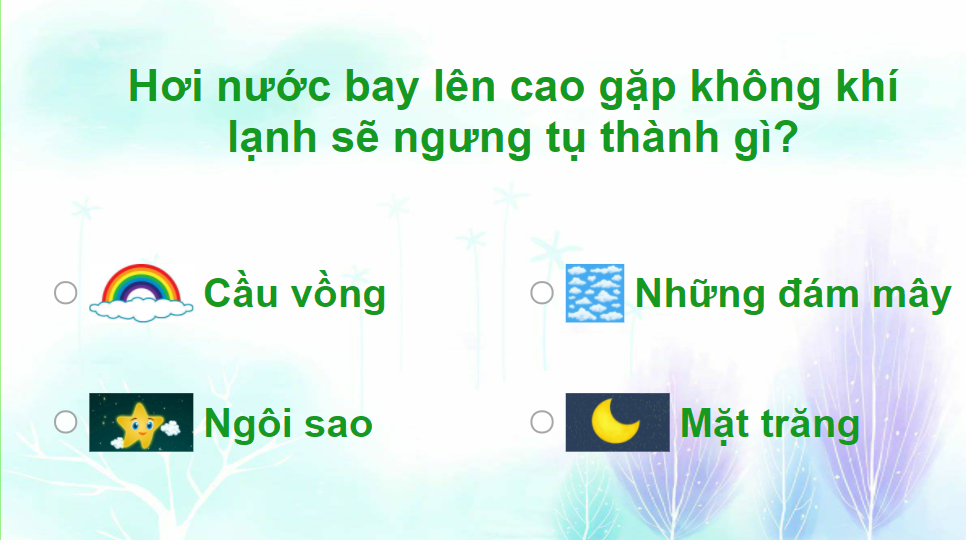 Hơi nước bay lên cao gặp không khí
lạnh sẽ ngưng tụ thành gì?
Cầu vồng
Những đám mây
Ngôi sao
Mặt trăng